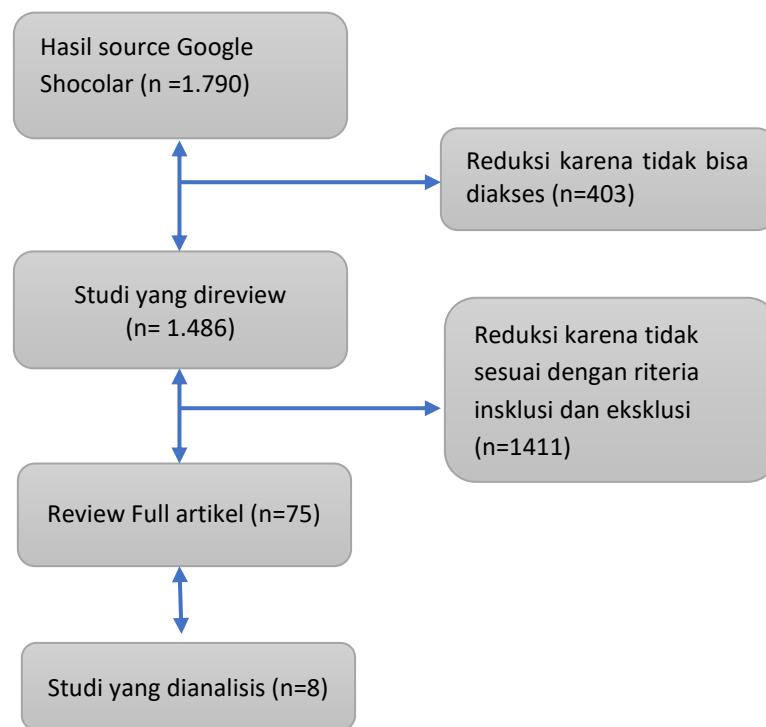 Hasil source Google
Shocolar (n =1.790)
Reduksi karena tidak bisa
diakses (n=403)
Studi yang direview
(n= 1.486)
Reduksi karena tidak
sesuai dengan riteria
insklusi dan eksklusi
(n=1411)
Review Full artikel (n=75)
Studi yang dianalisis (n=8)